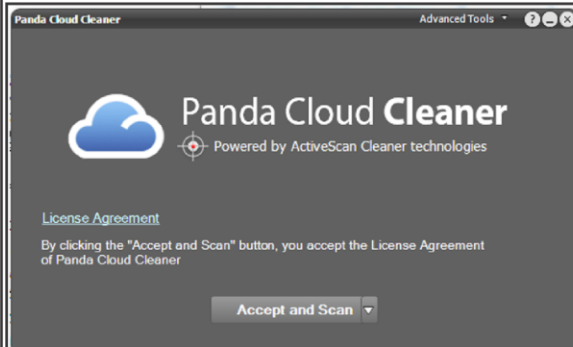 Panda Cloud Cleaner
Advanced Tools
Panda Cloud Cleaner
Powered by ActiveScan Cleaner technologies
License Agreement
By clicking the "Accept and Scan" button, you accept the License Agreement
of Panda Cloud Cleaner
Accept and Scan